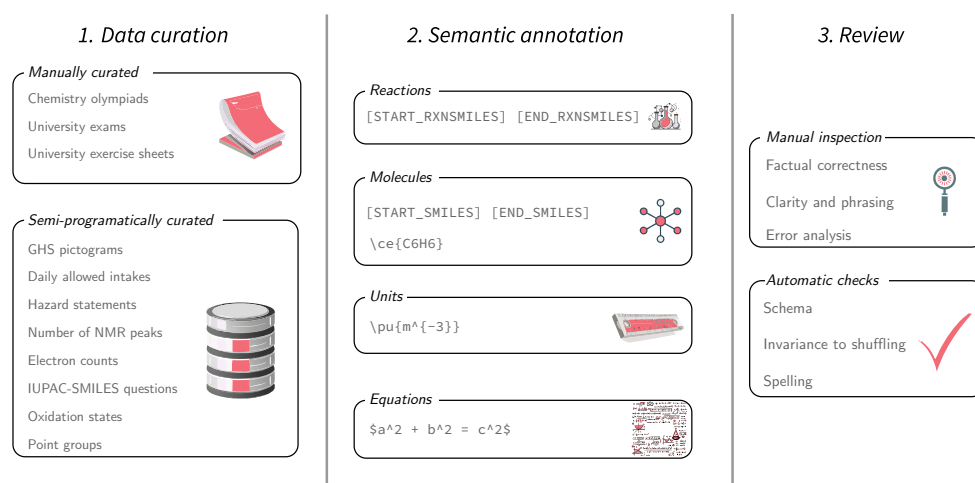 1. Data curation
Manually curated
Chemistry olympiads
University exams
University exercise sheets
Semi-programatically curated
GHS pictograms
Daily allowed intakes
Hazard statements
Number of NMR peaks
Electron counts
IUPAC-SMILES questions
Oxidation states
Point groups
2. Semantic annotation
Reactions
[START_RXNSMILES] [END_RXNSMILES]
Molecules
[START_SMILES] [END_SMILES]
\ce{C6H6}
Units
\pu{m^{-3}}
Equations
$a^2 + b^2 = c^2$
3. Review
Manual inspection
Factual correctness
Clarity and phrasing
Error analysis
Automatic checks
Schema
Invariance to shuffling
Spelling